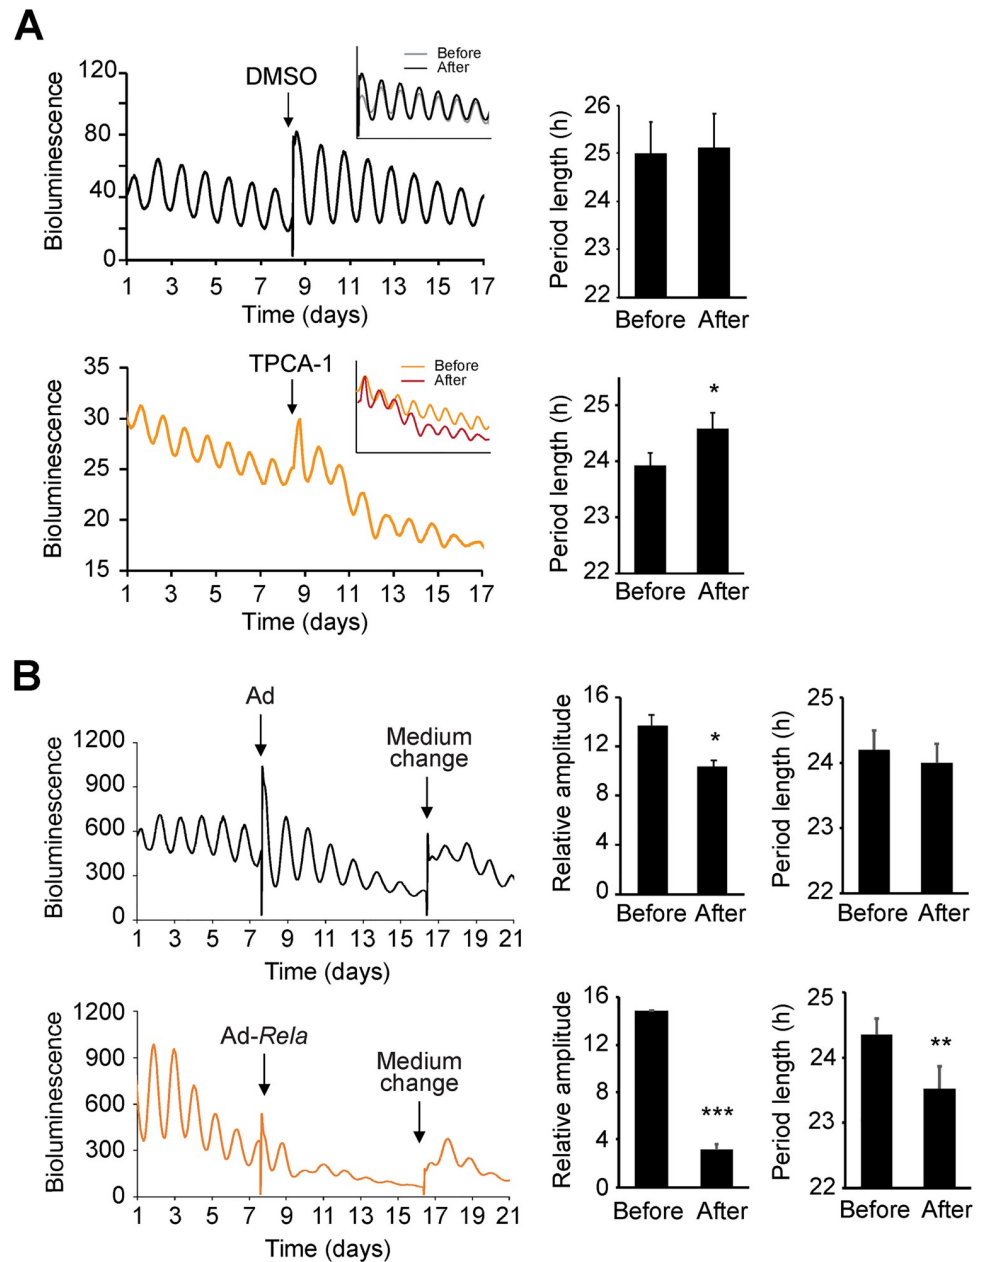 A
DMSO
Before
After
Bioluminescence
120
80
40
0
1 3 5 7 9 11 13 15 17
Time (days)
Period length (h)
26
25
24
23
22
Before After
TPCA-1
Before
After
Bioluminescence
35
30
25
20
15
1 3 5 7 9 11 13 15 17
Time (days)
Period length (h)
25
24
23
22
*
Before After
B
Ad
Medium
change
Bioluminescence
1200
900
600
300
0
1 3 5 7 9 11 13 15 17 19 21
Time (days)
Relative amplitude
16
12
8
4
0
*
Before After
Period length (h)
25
24
23
22
Before After
Ad-Rela
Medium
change
Bioluminescence
1200
900
600
300
0
1 3 5 7 9 11 13 15 17 19 21
Time (days)
Relative amplitude
16
12
8
4
0
***
Before After
Period length (h)
25
24
23
22
**
Before After